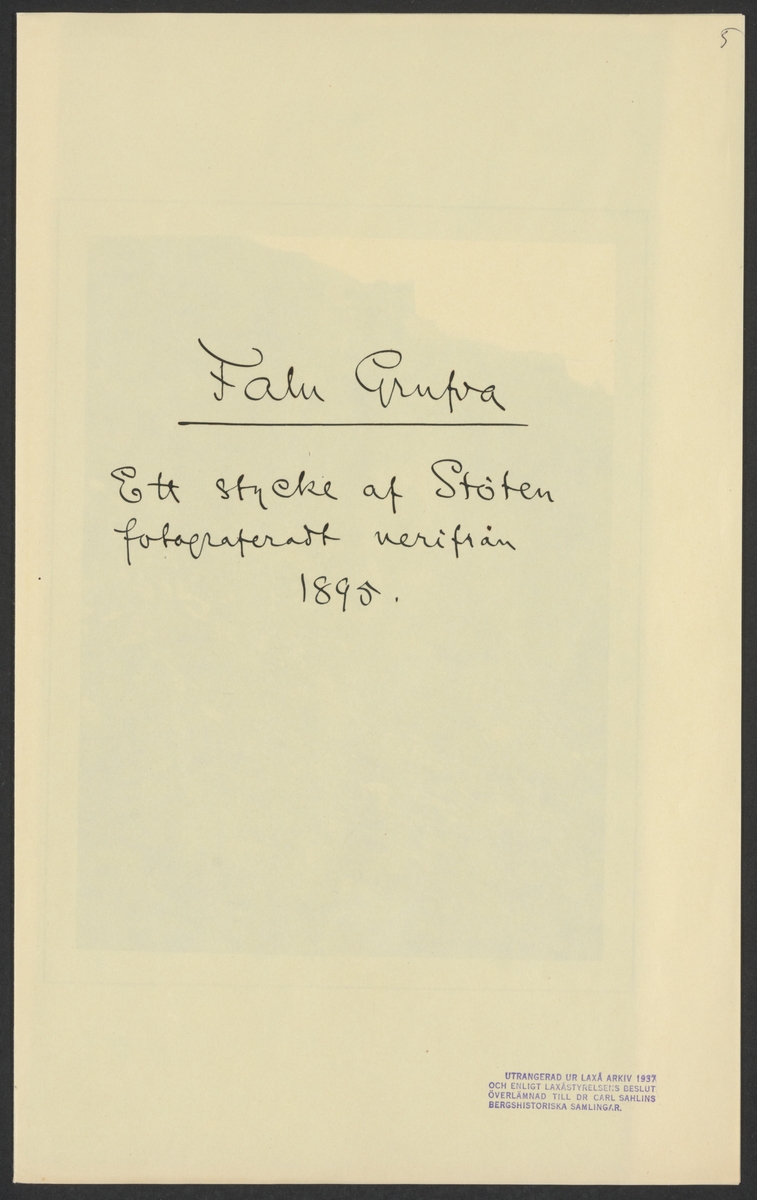 5
Falu Grufva
Ett stycke af Stöten
fotograferadt nerifrån
1895.
UTRANGERAD UR LAXÅ ARKIV 1937
OCH ENLIGT LAXÅSTYRELSENS BESLUT
ÖVERLÄMNAD TILL DR CARL SAHLINS
BERGSHISTORISKA SAMLINGAR.